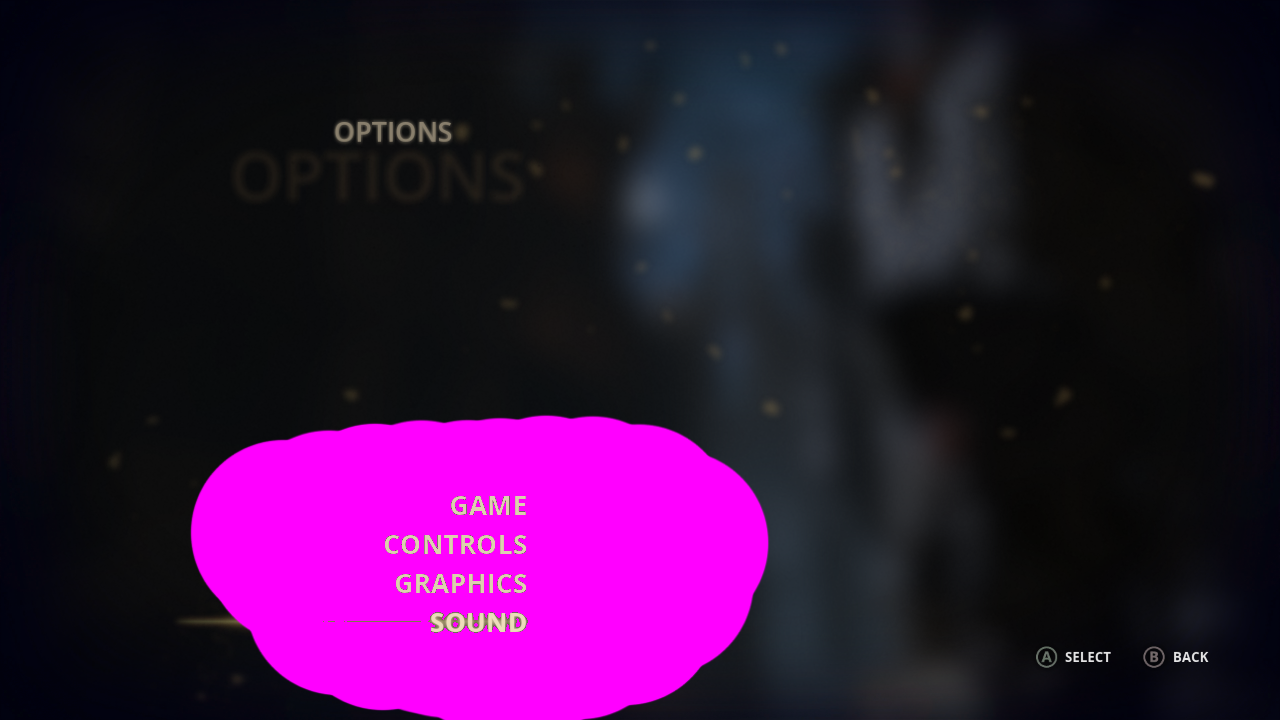 OPTIONS
OPTIONS
GAME
CONTROLS
GRAPHICS
SOUND
A SELECT B BACK